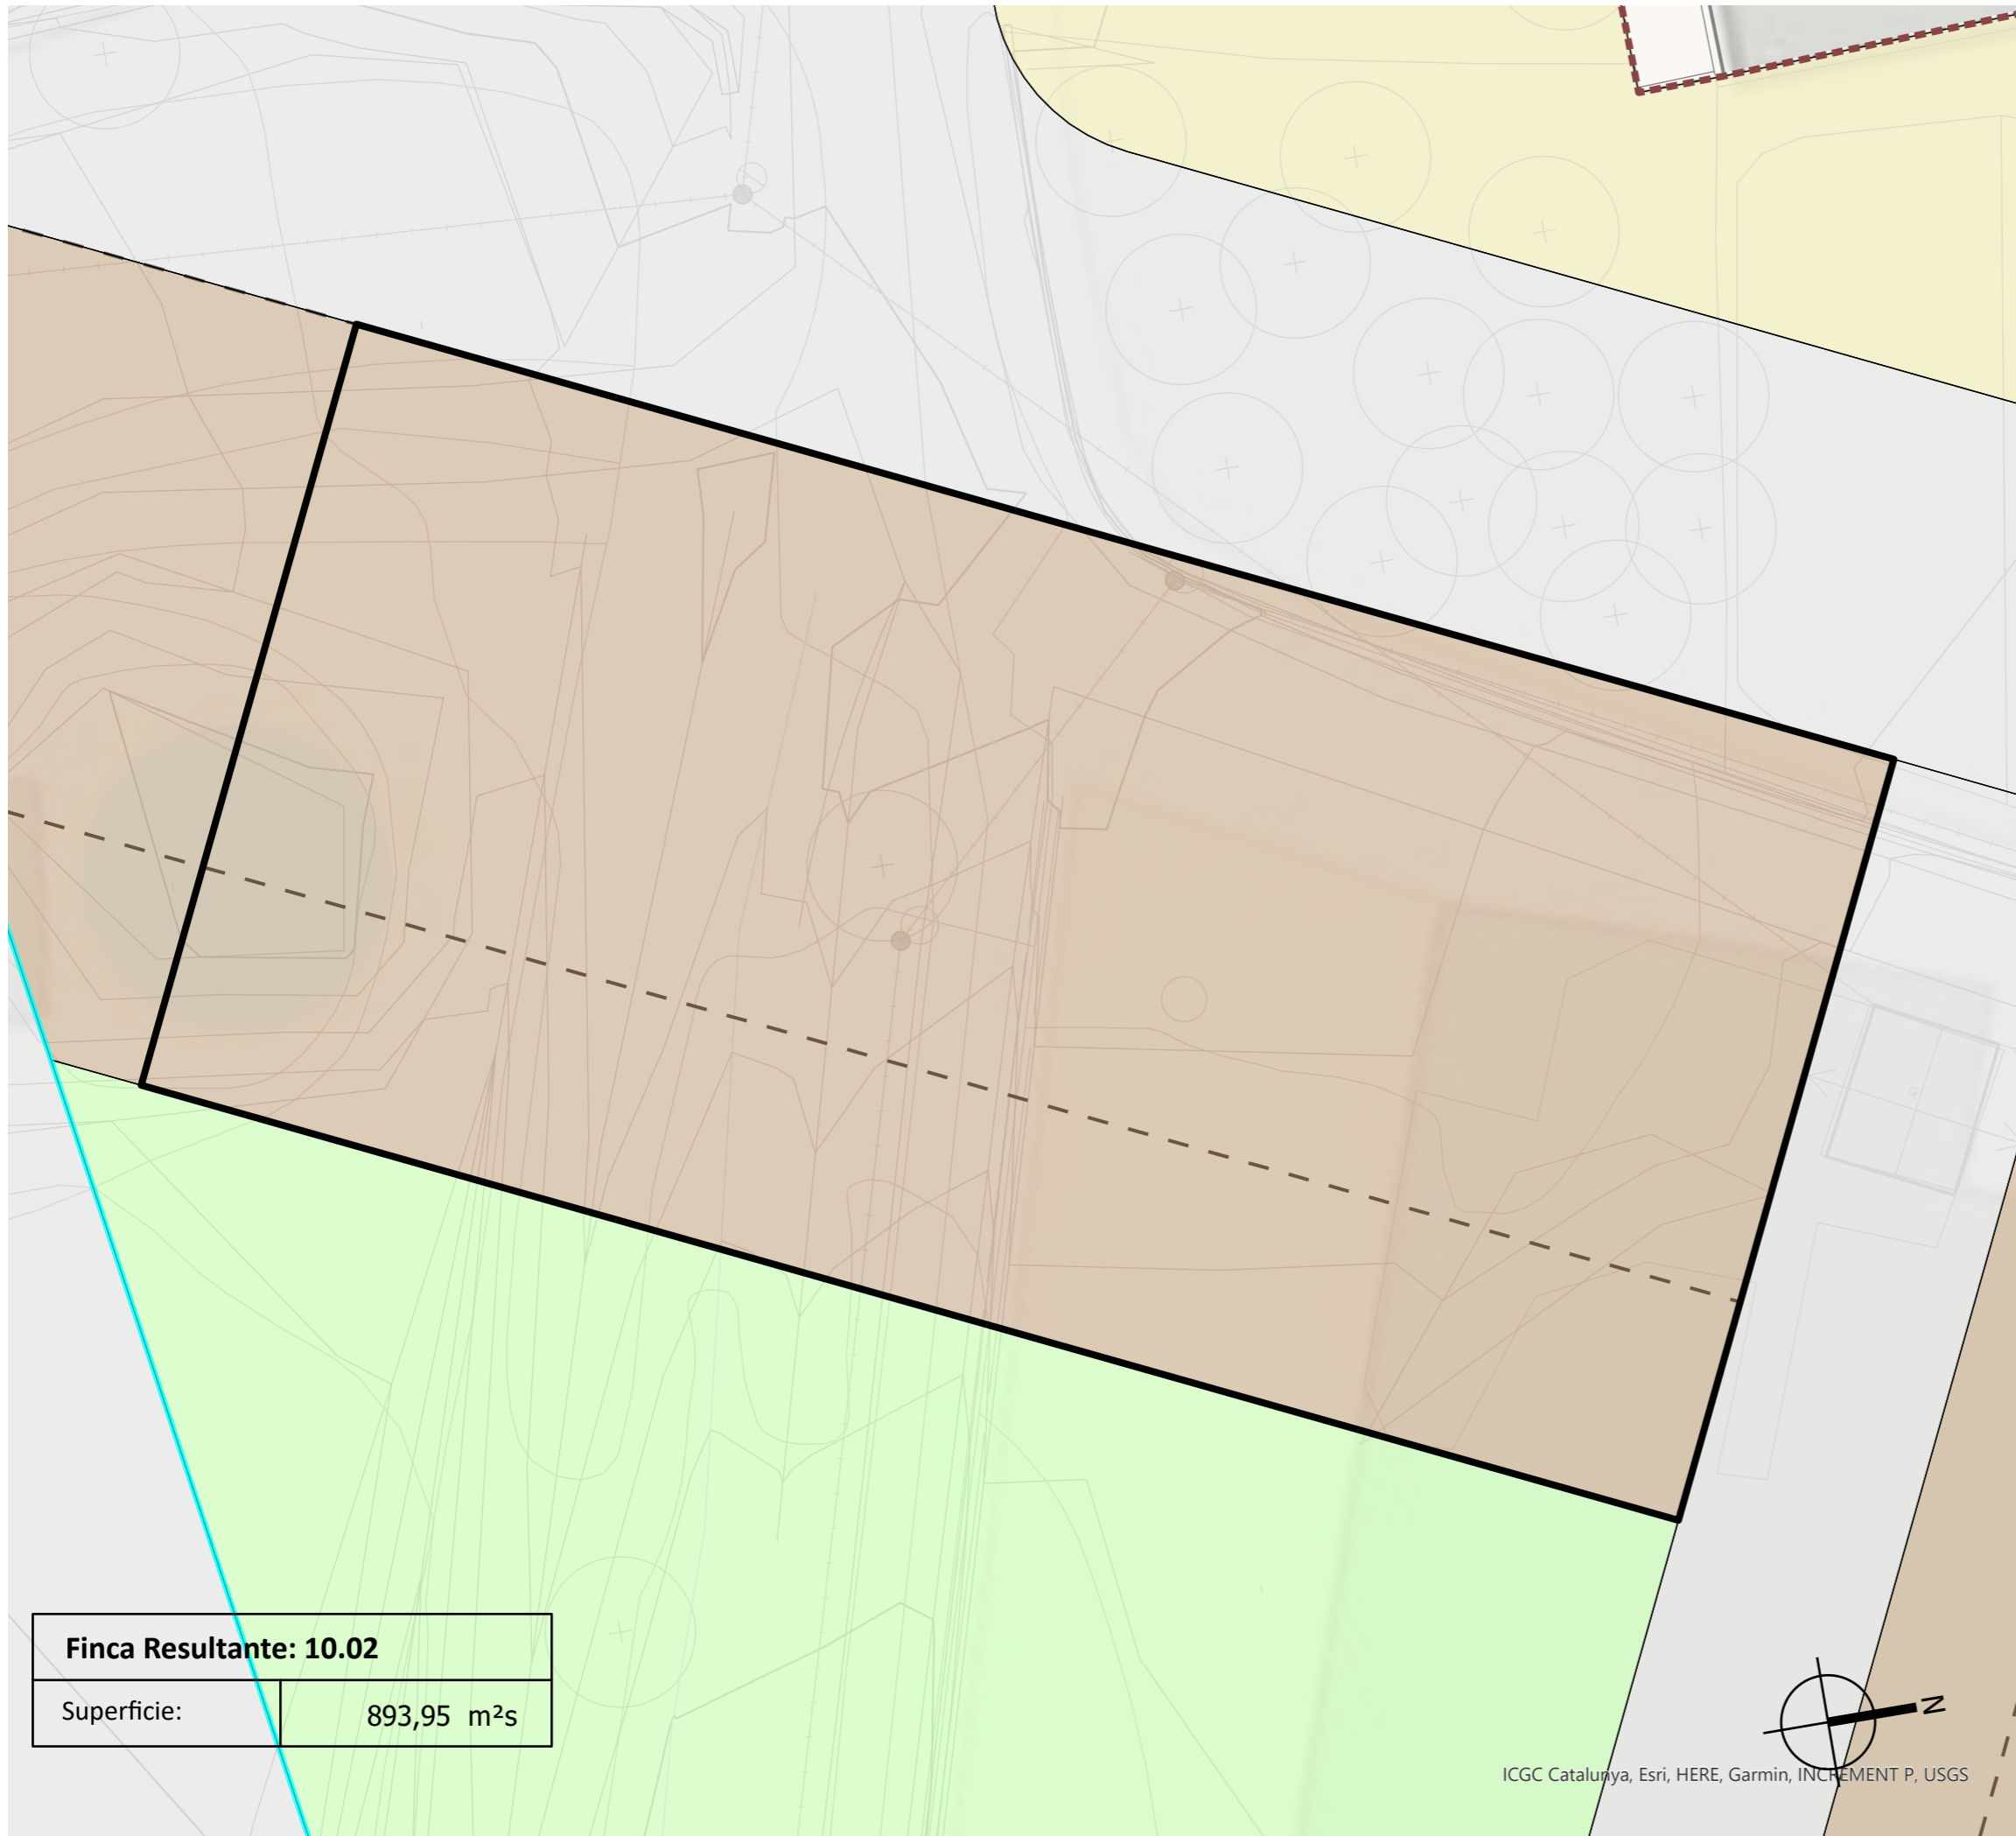 Finca Resultante: 10.02
Superficie: 893,95 m²s
N
ICGC Catalunya, Esri, HERE, Garmin, INCREMENT P, USGS